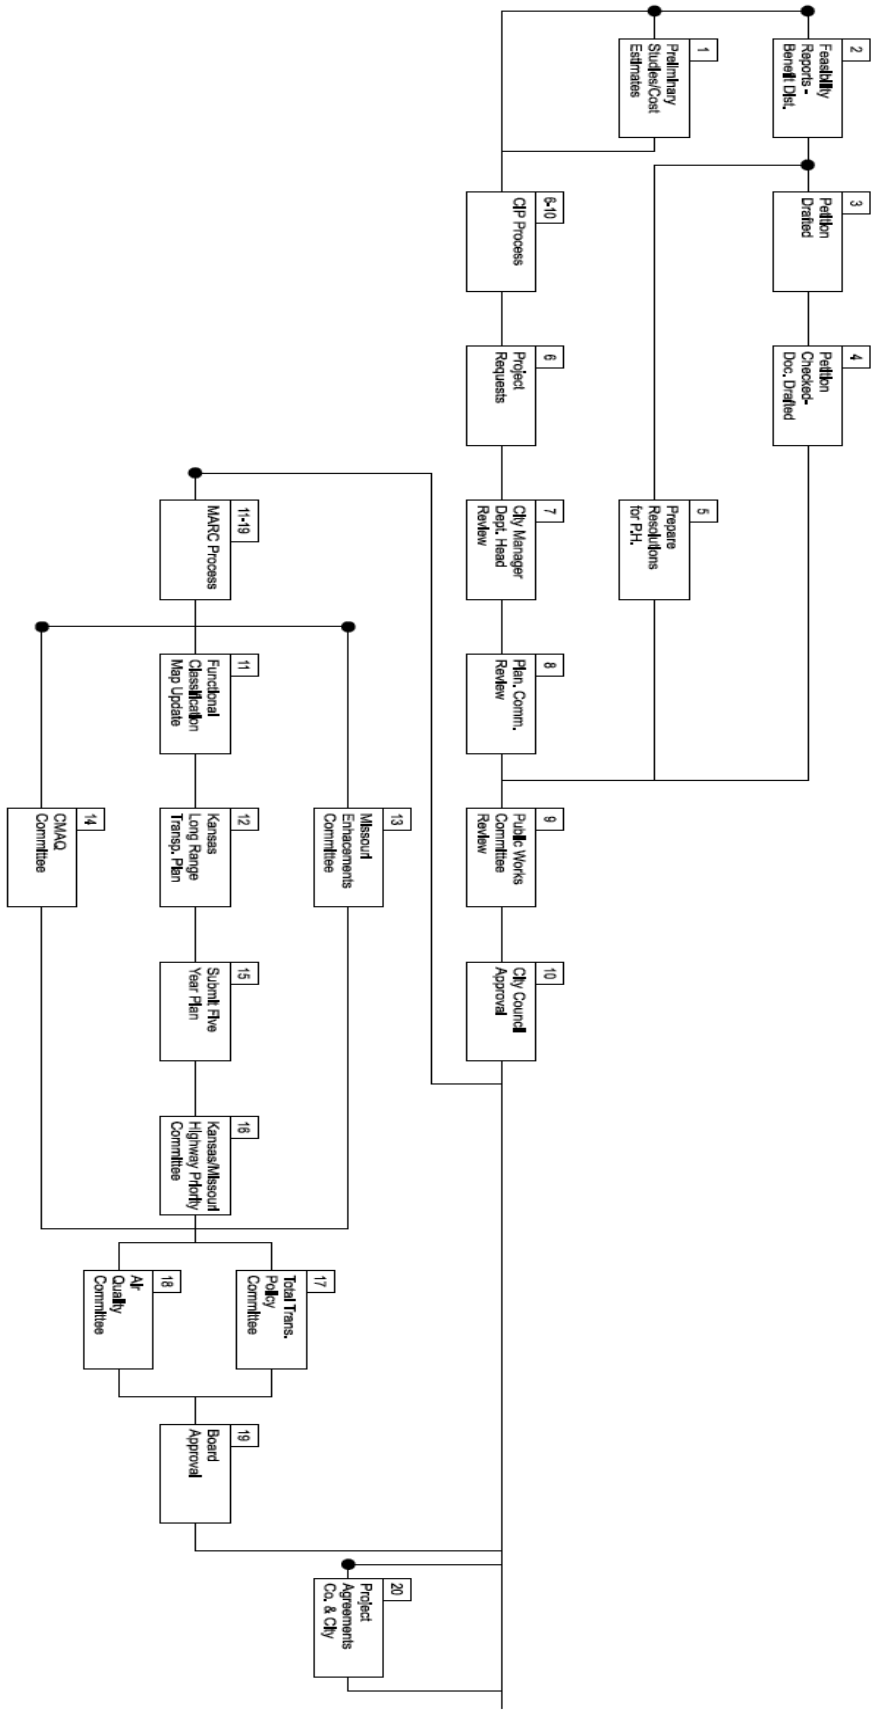 2
Feasibility
Reports -
Benefit Dist.
3
Petition
Drafted
4
Petition
Checked-
Doc. Drafted
1
Preliminary
Studies/Cost
Estimates
5
Prepare
Resolutions
for P.H.
6-10
CIP Process
6
Project
Requests
7
City Manager
Dept. Head
Review
8
Plan. Comm.
Review
9
Public Works
Committee
Review
10
City Council
Approval
13
Missouri
Enhacements
Committee
20
Project
Agreements
Co. & City
17
Total Trans.
Policy
Committee
11-19
MARC Process
11
Functional
Classification
Map Update
12
Kansas
Long Range
Transp. Plan
15
Submit Five
Year Plan
16
Kansas/Missouri
Highway Priority
Committee
19
Board
Approval
18
Air
Quality
Committee
14
CMAQ
Committee